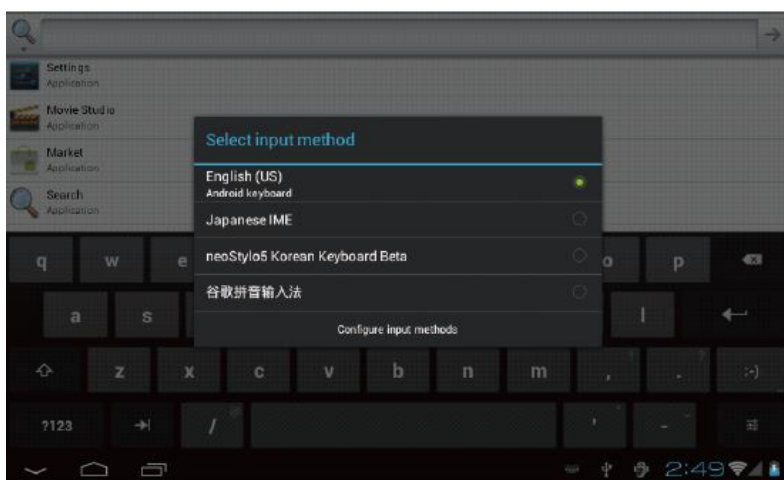 Settings
Application
Movie Studio
Application
Market
Application
Search
Application
Select input method
English (US)
Android keyboard
Japanese IME
neoStylo5 Korean Keyboard Beta
谷歌拼音输入法
Configure input methods
q w e o p
a s l
z x c v b n m , .  :-)
?123 / ' -
2:49